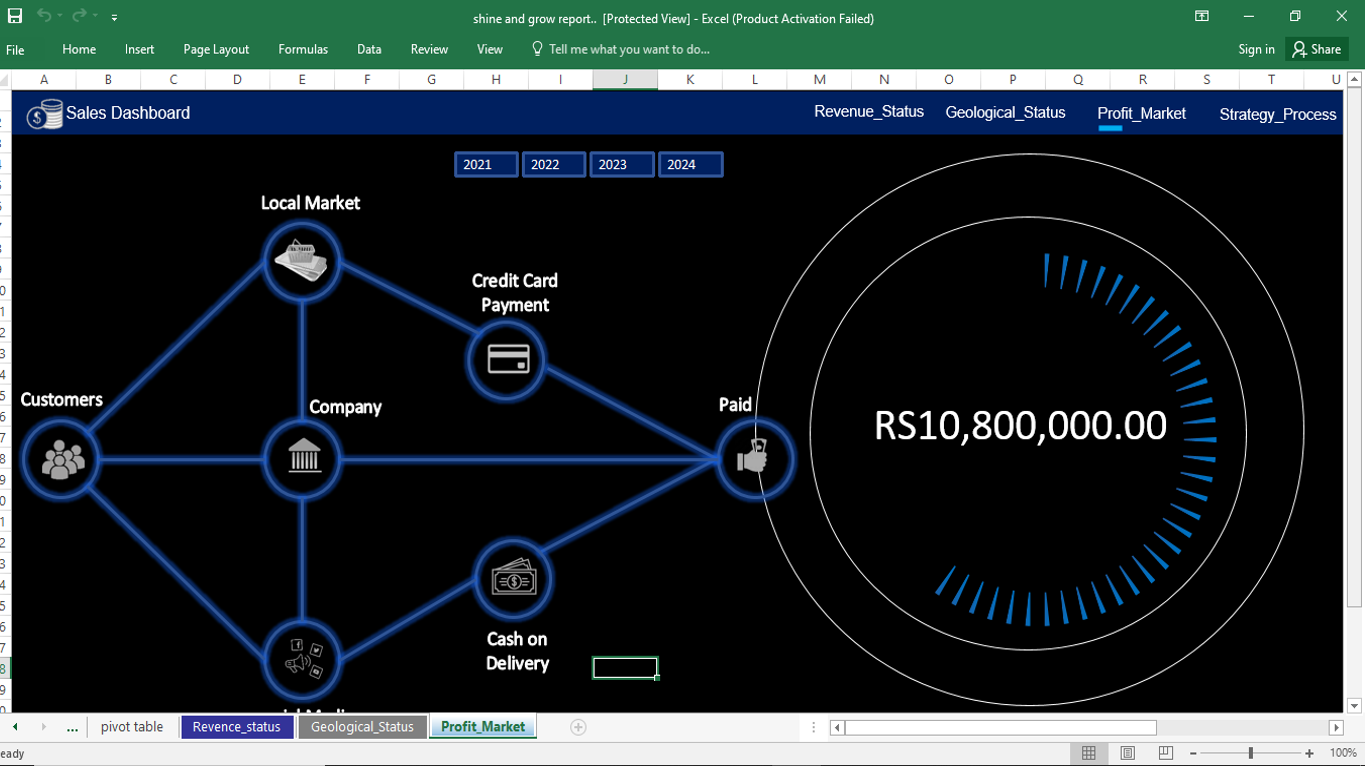 shine and grow report.. [Protected View] - Excel (Product Activation Failed)
File Home Insert Page Layout Formulas Data Review View Tell me what you want to do... Sign in Share
A B C D E F G H I J K L M N O P Q R S T U
Sales Dashboard Revenue_Status Geological_Status Profit_Market Strategy_Process
2021 2022 2023 2024
Local Market
Credit Card
Payment
Customers
Company
Paid
RS10,800,000.00
Cash on
Delivery
... pivot table Revence_status Geological_Status Profit_Market
eady 100%